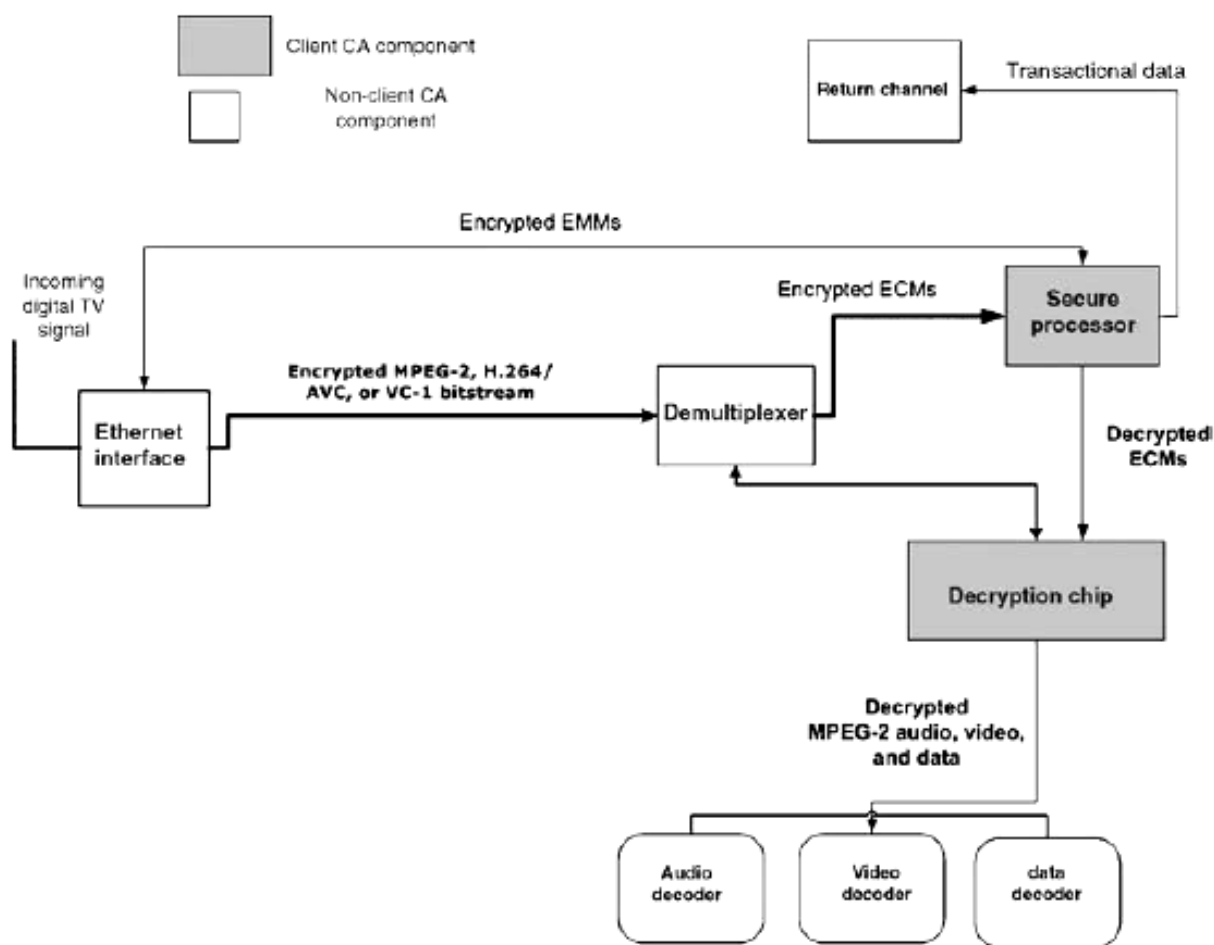 Client CA component
Non-client CA
component
Return channel
Transactional data
Encrypted EMMs
Incoming
digital TV
signal
Encrypted ECMs
Secure
processor
Encrypted MPEG-2, H.264/
AVC, or VC-1 bitstream
Demultiplexer
Ethernet
interface
Decrypted
ECMs
Decryption chip
Decrypted
MPEG-2 audio, video,
and data
Audio
decoder
Video
decoder
data
decoder